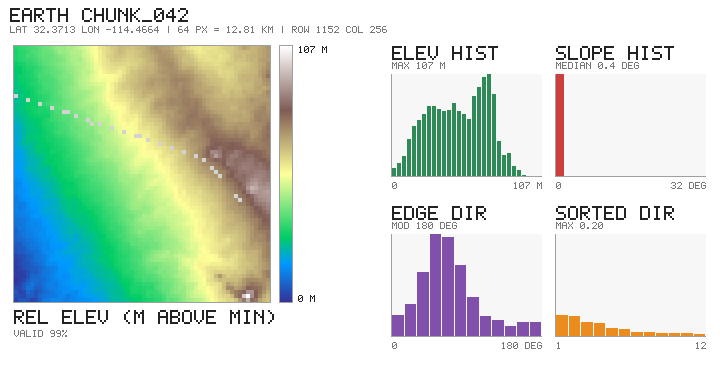 EARTH CHUNK_042
LAT 32.3713 LON -114.4664 | 64 PX = 12.81 KM | ROW 1152 COL 256
107 M
0 M
REL ELEV (M ABOVE MIN)
VALID 99%
ELEV HIST
MAX 107 M
0 107 M
SLOPE HIST
MEDIAN 0.4 DEG
0 32 DEG
EDGE DIR
MOD 180 DEG
0 180 DEG
SORTED DIR
MAX 0.20
1 12